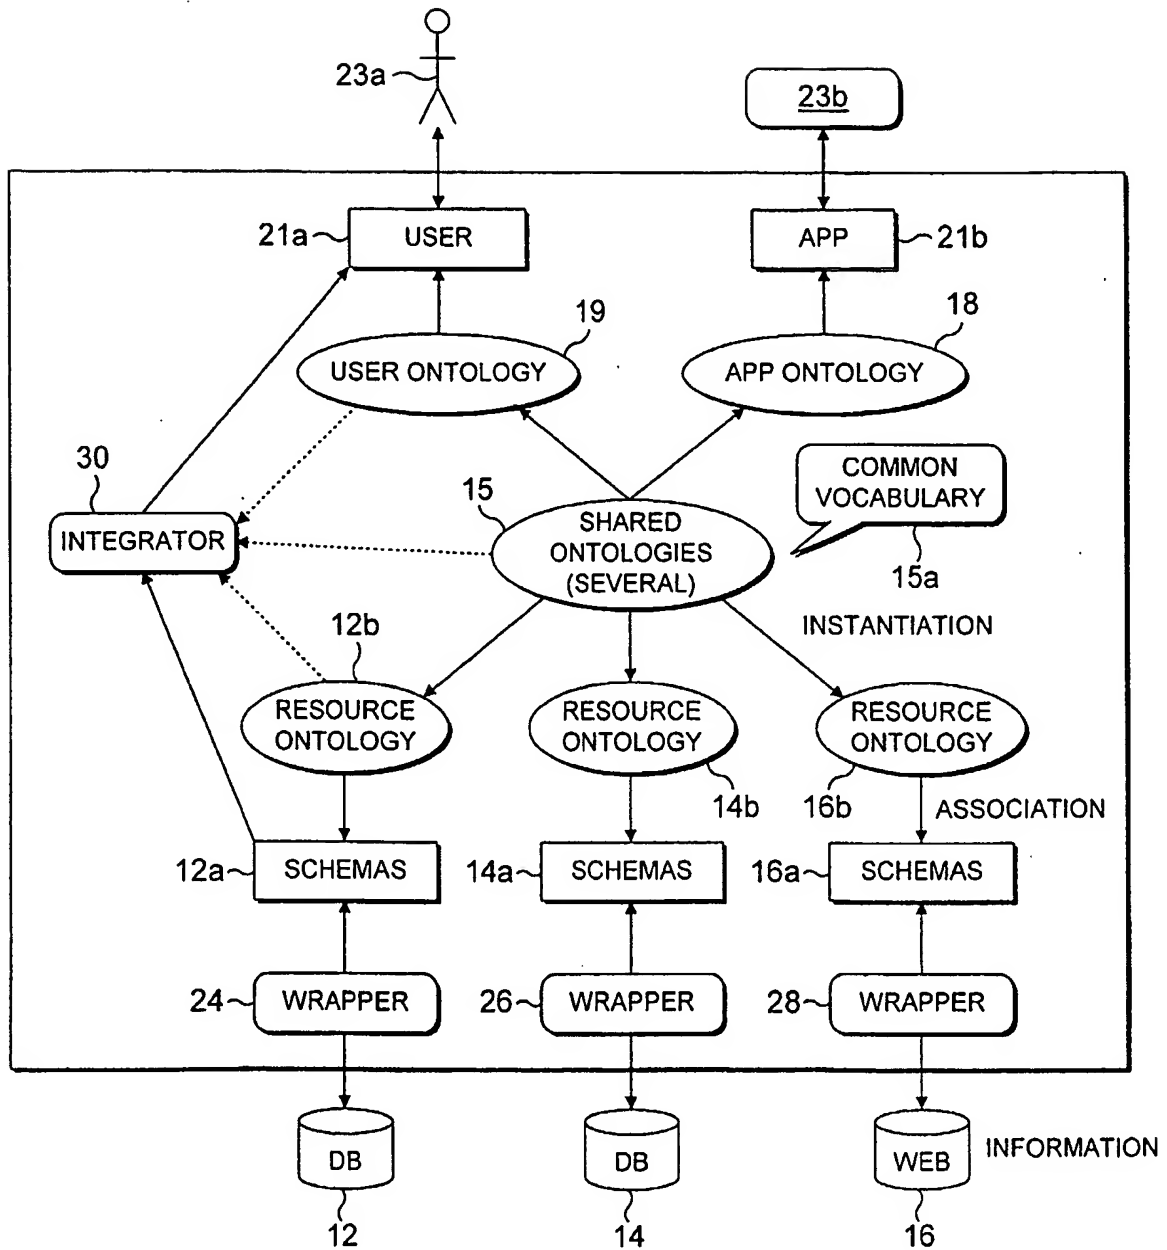 23a
23b
21a
USER
APP
21b
19
18
USER ONTOLOGY
APP ONTOLOGY
30
15
COMMON
VOCABULARY
INTEGRATOR
SHARED
ONTOLOGIES
(SEVERAL)
15a
12b
INSTANTIATION
RESOURCE
ONTOLOGY
RESOURCE
ONTOLOGY
RESOURCE
ONTOLOGY
14b
16b
ASSOCIATION
12a
SCHEMAS
14a
SCHEMAS
16a
SCHEMAS
24
WRAPPER
26
WRAPPER
28
WRAPPER
DB
DB
WEB
INFORMATION
12
14
16